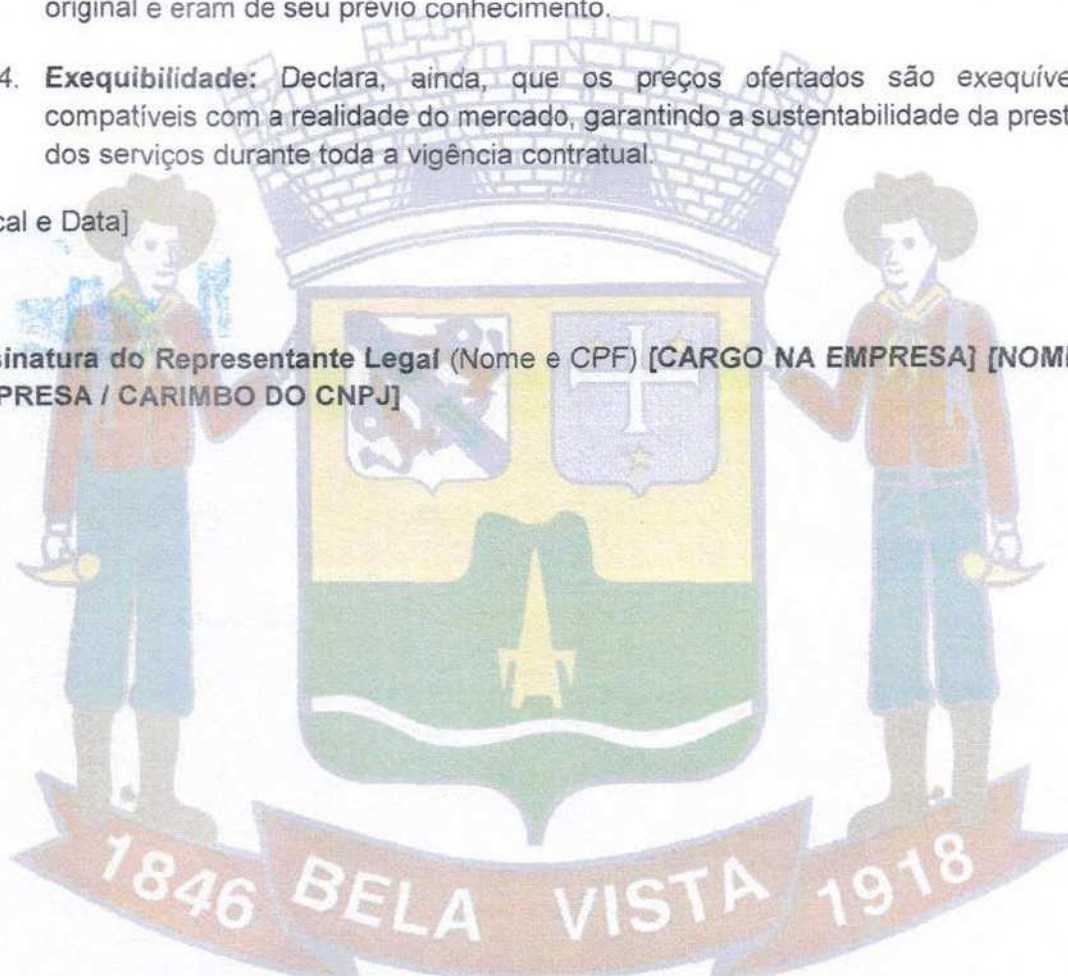 original e eram de seu prévio conhecimento.
4. Exequibilidade: Declara, ainda, que os preços ofertados são exequíve
compatíveis com a realidade do mercado, garantindo a sustentabilidade da prest
dos serviços durante toda a vigência contratual.
cal e Data]
sinatura do Representante Legal (Nome e CPF) [CARGO NA EMPRESA] [NOM
PRESA / CARIMBO DO CNPJ]
1846 BELA VISTA 1918